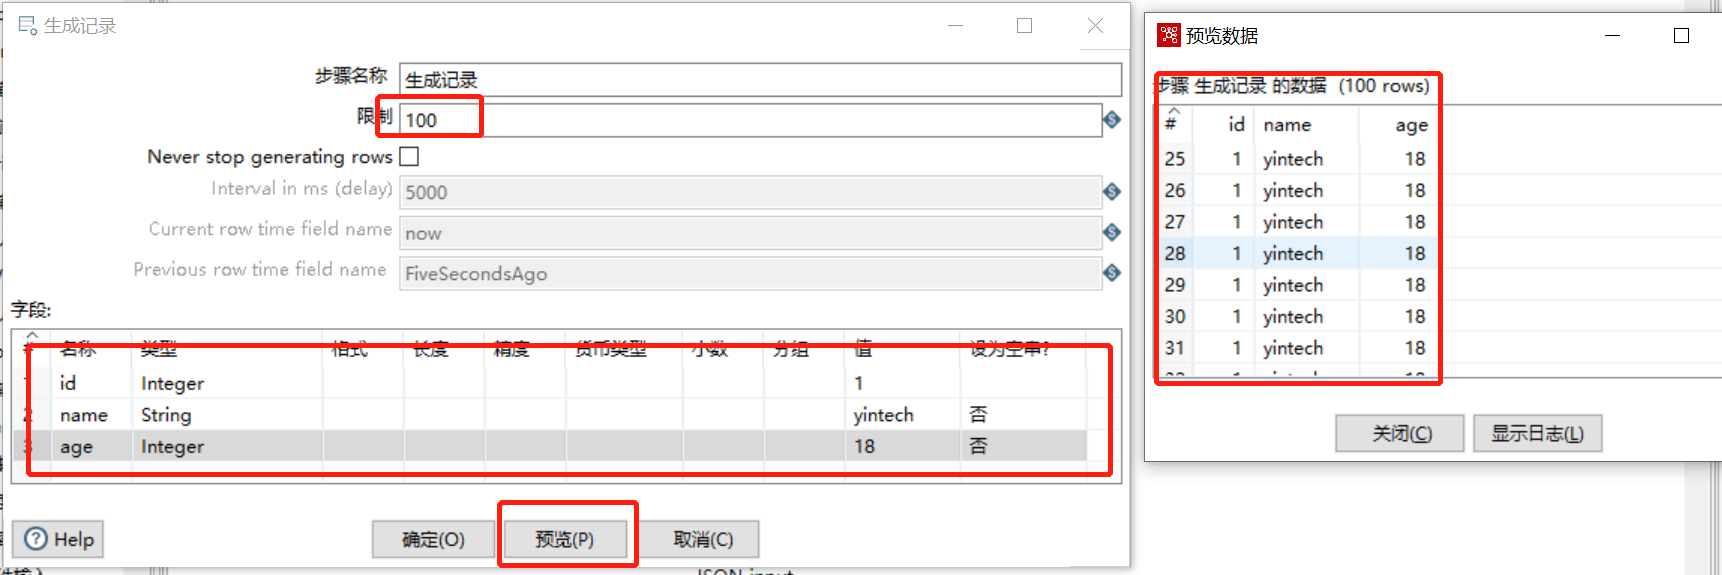 生成记录
步骤名称 生成记录
限制 100
Never stop generating rows
Interval in ms (delay) 5000
Current row time field name now
Previous row time field name FiveSecondsAgo
字段:
# 名称 类型 格式 长度 精度 货币类型 小数 分组 值 设为空串?
1 id Integer 1
2 name String yintech 否
3 age Integer 18 否
Help 确定(O) 预览(P) 取消(C)
预览数据
步骤 生成记录 的数据 (100 rows)
# id name age
25 1 yintech 18
26 1 yintech 18
27 1 yintech 18
28 1 yintech 18
29 1 yintech 18
30 1 yintech 18
31 1 yintech 18
关闭(C) 显示日志(L)
JSON input